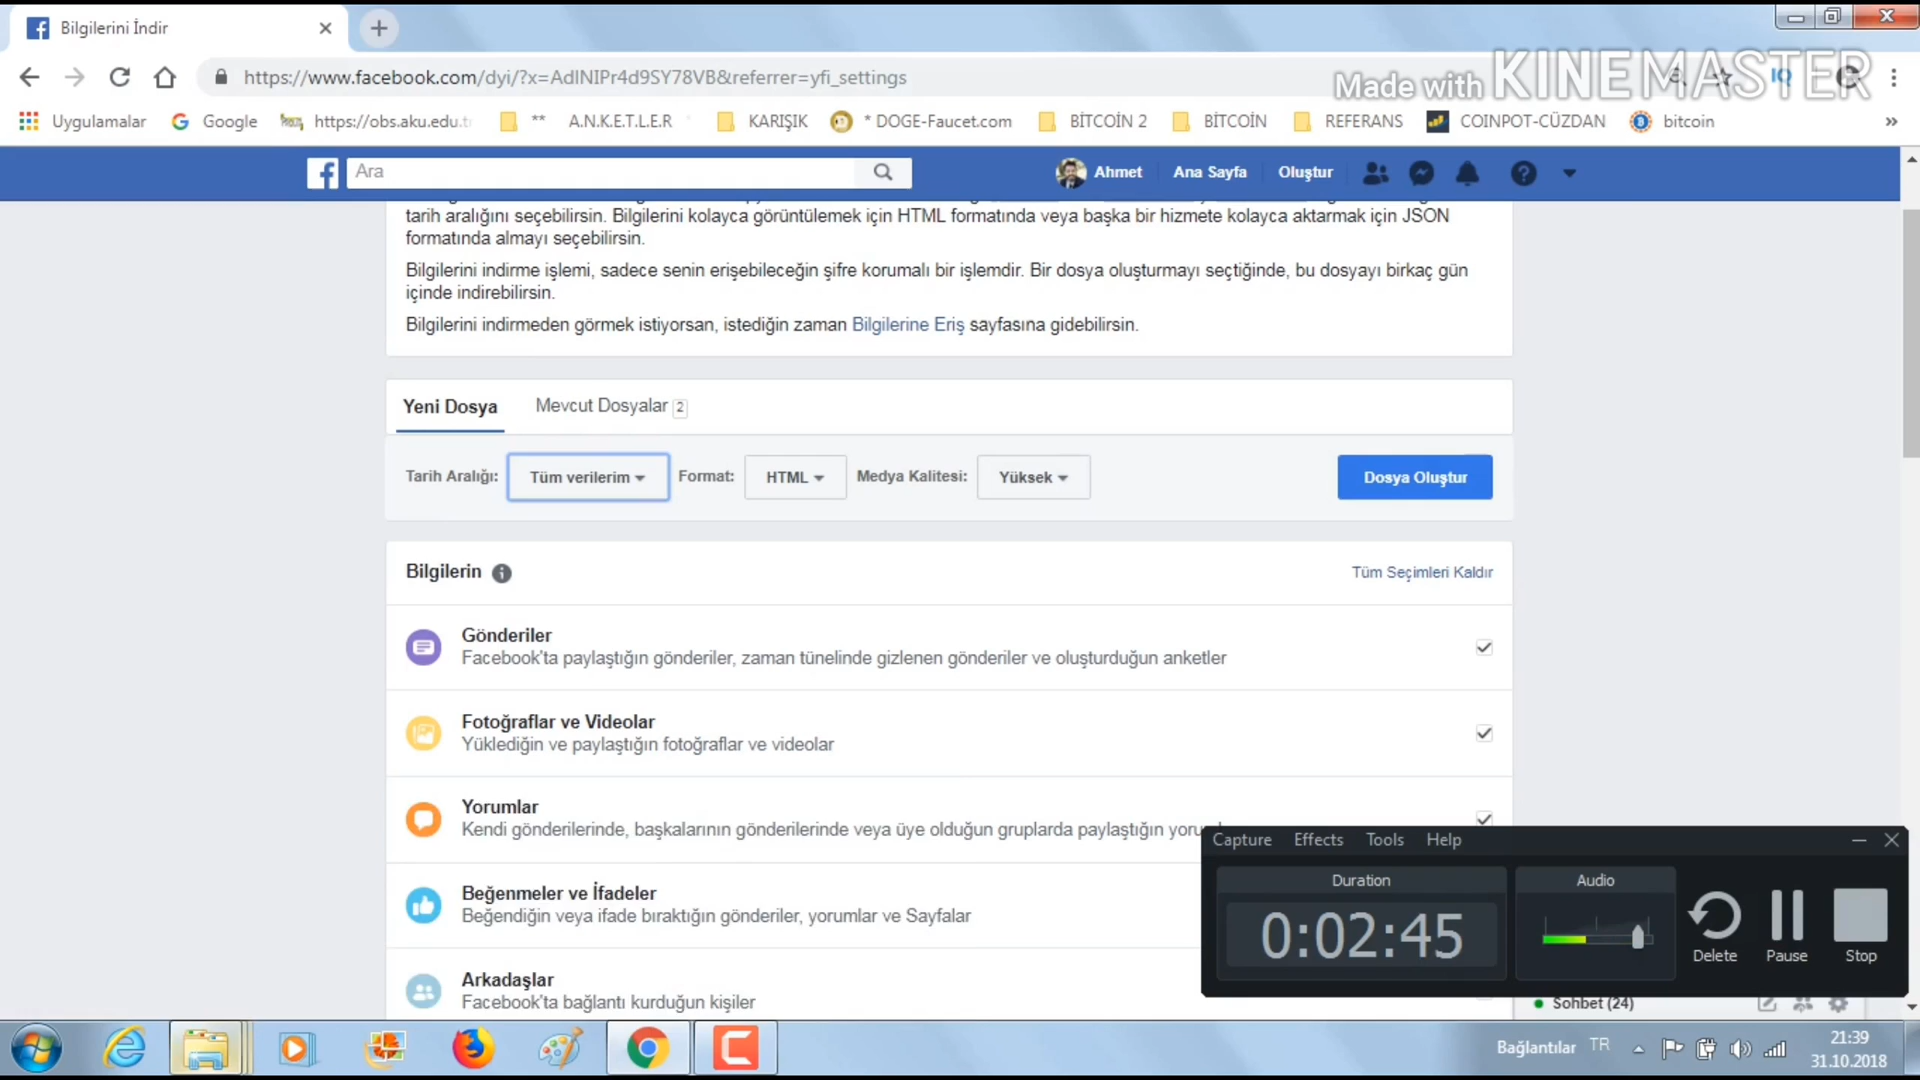 Bilgilerini İndir
https://www.facebook.com/dyi/?x=AdlNIPr4d9SY78VB&referrer=yfi_settings
Made with KINEMASTER
Uygulamalar
Google
https://obs.aku.edu.t
**
A.N.K.E.T.L.E.R
KARIŞIK
* DOGE-Faucet.com
BİTCOİN 2
BİTCOİN
REFERANS
COINPOT-CÜZDAN
bitcoin
»
Ara
Ahmet
Ana Sayfa
Oluştur
tarih aralığını seçebilirsin. Bilgilerini kolayca görüntülemek için HTML formatında veya başka bir hizmete kolayca aktarmak için JSON
formatında almayı seçebilirsin.
Bilgilerini indirme işlemi, sadece senin erişebileceğin şifre korumalı bir işlemdir. Bir dosya oluşturmayı seçtiğinde, bu dosyayı birkaç gün
içinde indirebilirsin.
Bilgilerini indirmeden görmek istiyorsan, istediğin zaman Bilgilerine Eriş sayfasına gidebilirsin.
Yeni Dosya
Mevcut Dosyalar 2
Tarih Aralığı: Tüm verilerim Format: HTML Medya Kalitesi: Yüksek
Dosya Oluştur
Bilgilerin
Tüm Seçimleri Kaldır
Gönderiler
Facebook'ta paylaştığın gönderiler, zaman tünelinde gizlenen gönderiler ve oluşturduğun anketler
Fotoğraflar ve Videolar
Yüklediğin ve paylaştığın fotoğraflar ve videolar
Yorumlar
Kendi gönderilerinde, başkalarının gönderilerinde veya üye olduğun gruplarda paylaştığın
Beğenmeler ve İfadeler
Beğendiğin veya ifade bıraktığın gönderiler, yorumlar ve Sayfalar
Arkadaşlar
Facebook'ta bağlantı kurduğun kişiler
Capture Effects Tools Help
Duration
Audio
0:02:45
Delete
Pause
Stop
Sohbet (24)
Bağlantılar
TR
21:39
31.10.2018